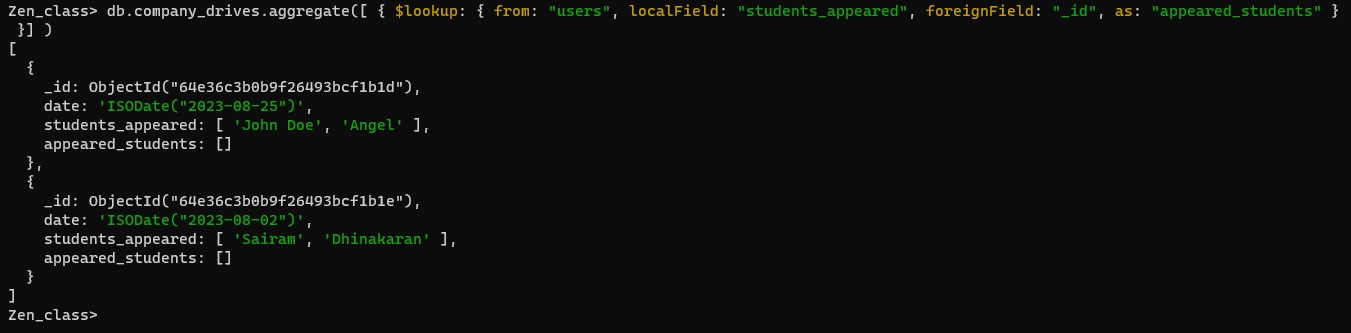 Zen_class> db.company_drives.aggregate([ { $lookup: { from: "users", localField: "students_appeared", foreignField: "_id", as: "appeared_students" }
 }] )
[
  {
    _id: ObjectId("64e36c3b0b9f26493bcf1b1d"),
    date: 'ISODate("2023-08-25")',
    students_appeared: [ 'John Doe', 'Angel' ],
    appeared_students: []
  },
  {
    _id: ObjectId("64e36c3b0b9f26493bcf1b1e"),
    date: 'ISODate("2023-08-02")',
    students_appeared: [ 'Sairam', 'Dhinakaran' ],
    appeared_students: []
  }
]
Zen_class>